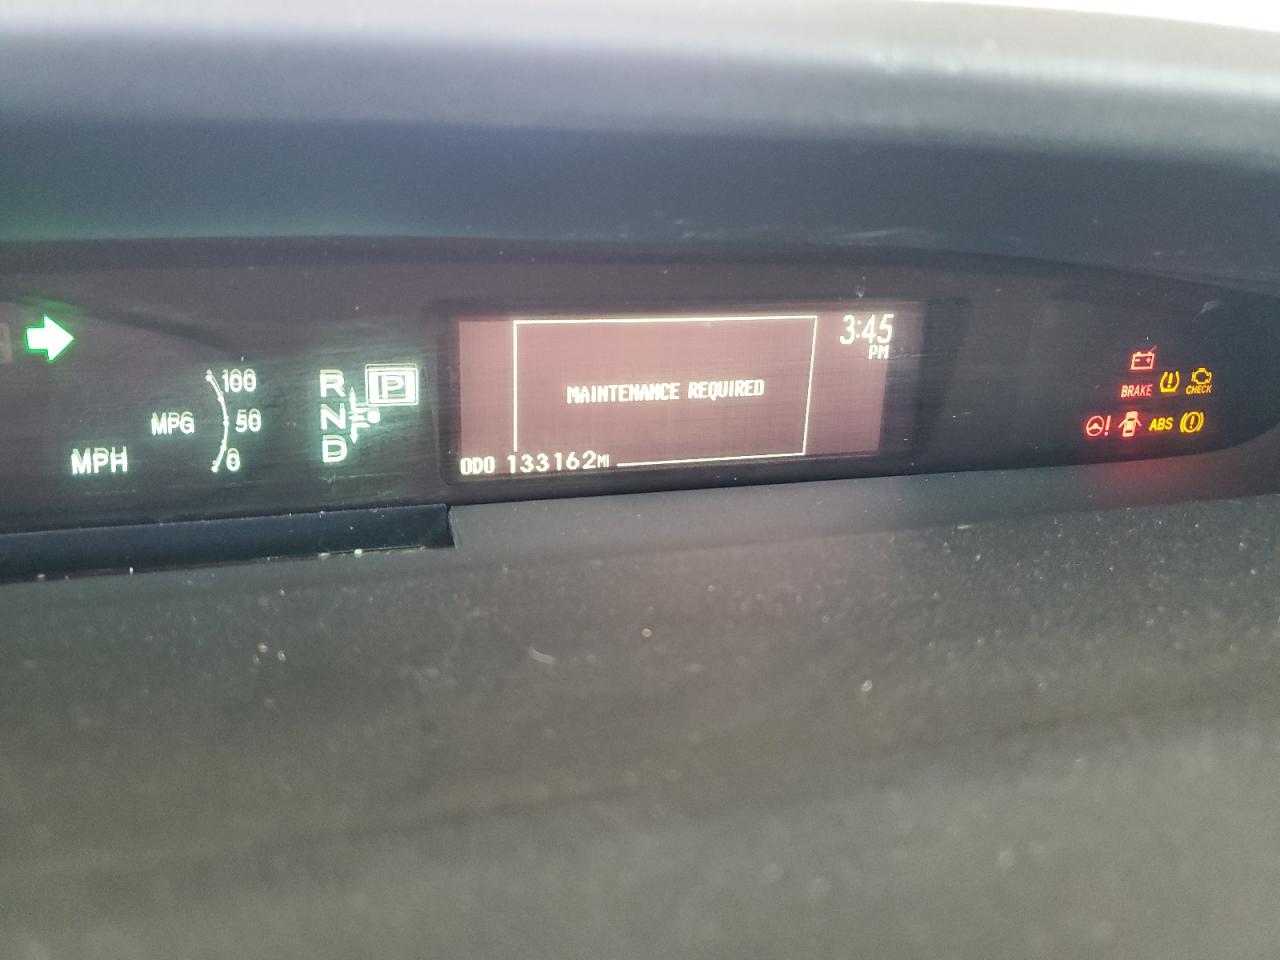 100
MPG 50
0
MPH
R P
N
D
MAINTENANCE REQUIRED
3:45
PM
ODO 133162MI
BRAKE
CHECK
ABS